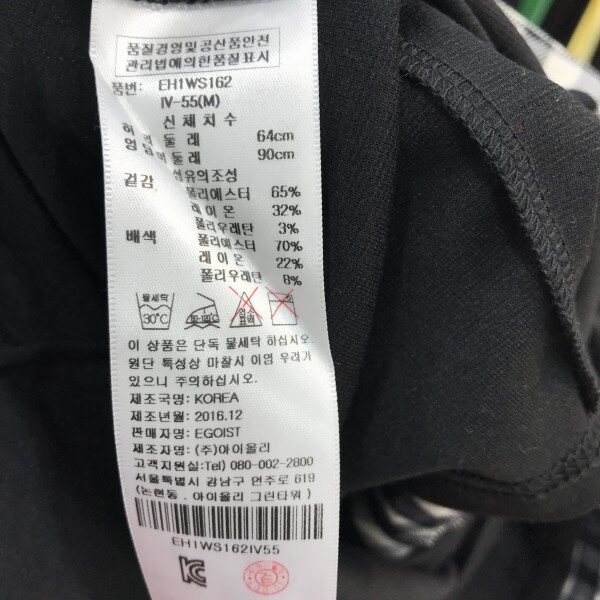 품질경영및공산품안전
관리법에의한품질표시
품번: EH1WS162
IV-55(M)
신체치수
둘레 64cm
둘레 90cm
겉감 섬유의조성
폴리에스터 65%
레이온 32%
폴리우레탄 3%
배색 폴리에스터 70%
레이온 22%
폴리우레탄 8%
물세탁
30℃
이 상품은 단독 물세탁 하십시오.
원단 특성상 마찰시 이염 우려가
있으니 주의하십시오.
제조국명: KOREA
제조년월: 2016.12
판매자명: EGOIST
제조자명: (주)아이올리
고객지원실:Tel) 080-002-2800
서울특별시 강남구 언주로 619
(논현동, 아이올리 그린타워)
EH1WS162IV55